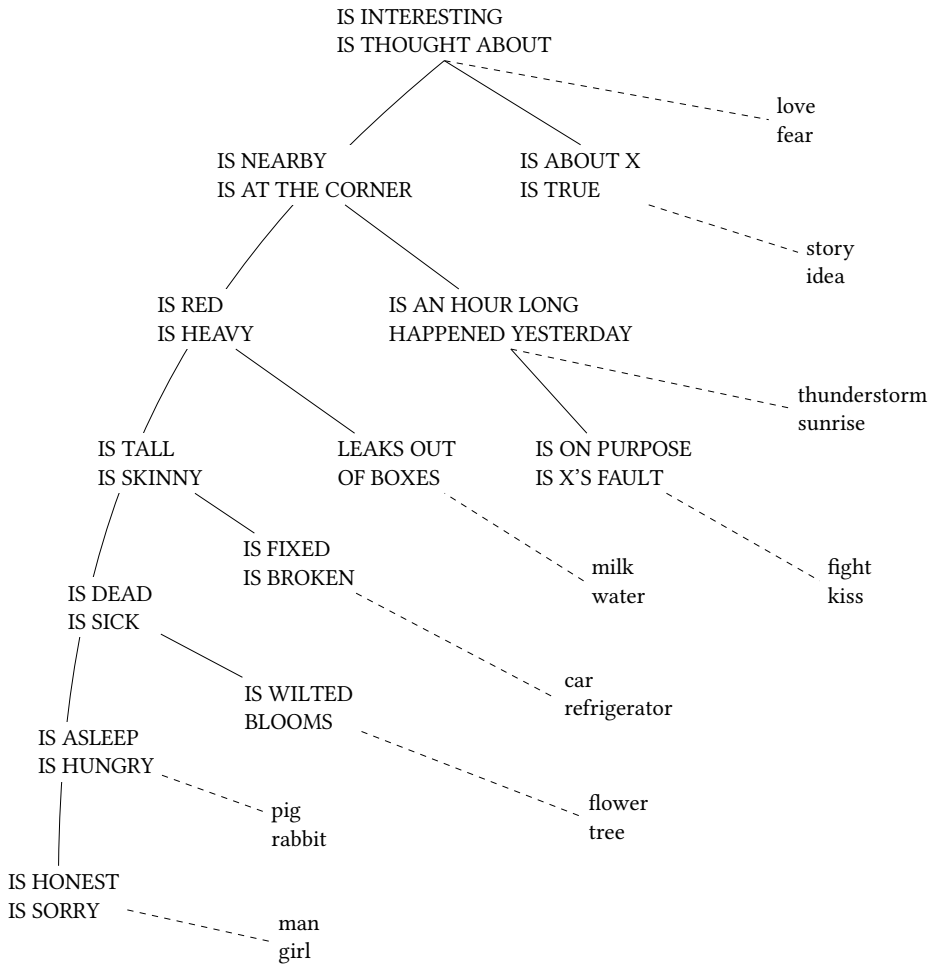 IS INTERESTING
IS THOUGHT ABOUT
love
fear
IS NEARBY
IS AT THE CORNER
IS ABOUT X
IS TRUE
story
idea
IS RED
IS HEAVY
IS AN HOUR LONG
HAPPENED YESTERDAY
thunderstorm
sunrise
IS TALL
IS SKINNY
LEAKS OUT
OF BOXES
IS ON PURPOSE
IS X'S FAULT
IS FIXED
IS BROKEN
milk
water
fight
kiss
IS DEAD
IS SICK
car
refrigerator
IS WILTED
BLOOMS
IS ASLEEP
IS HUNGRY
pig
rabbit
flower
tree
IS HONEST
IS SORRY
man
girl